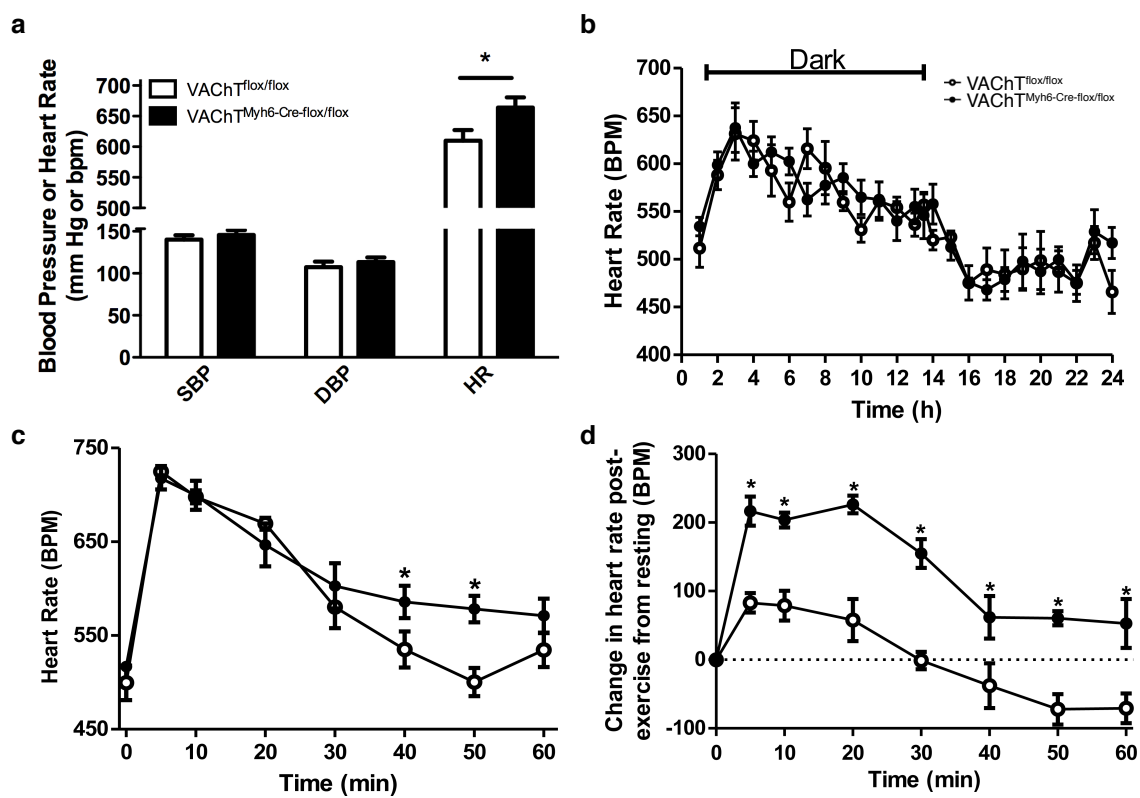 a
Blood Pressure or Heart Rate
(mm Hg or bpm)
700
650
600
550
500
150
100
50
0
VAChTflox/flox
VAChTMyh6-Cre-flox/flox
*
SBP
DBP
HR
b
Heart Rate (BPM)
700
650
600
550
500
450
400
Dark
VAChTflox/flox
VAChTMyh6-Cre-flox/flox
0 2 4 6 8 10 12 14 16 18 20 22 24
Time (h)
c
Heart Rate (BPM)
750
650
550
450
* *
0 10 20 30 40 50 60
Time (min)
d
Change in heart rate post-
exercise from resting (BPM)
300
200
100
0
-100
* * * * * * *
0 10 20 30 40 50 60
Time (min)